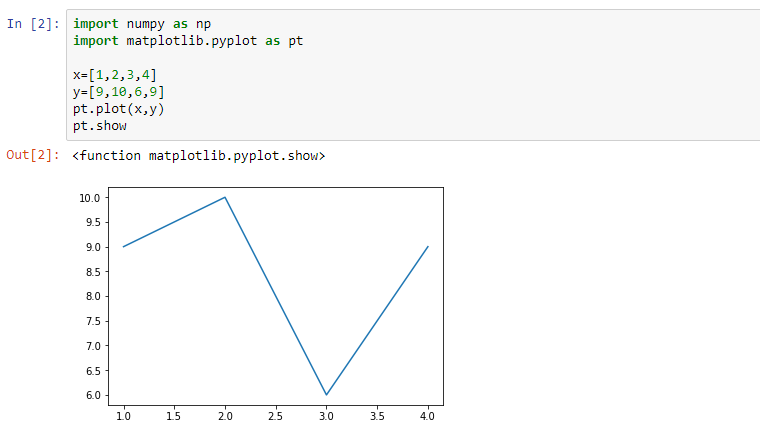 In [2]: import numpy as np
import matplotlib.pyplot as pt
x=[1,2,3,4]
y=[9,10,6,9]
pt.plot(x,y)
pt.show
Out[2]: <function matplotlib.pyplot.show>
10.0
9.5
9.0
8.5
8.0
7.5
7.0
6.5
6.0
1.0 1.5 2.0 2.5 3.0 3.5 4.0